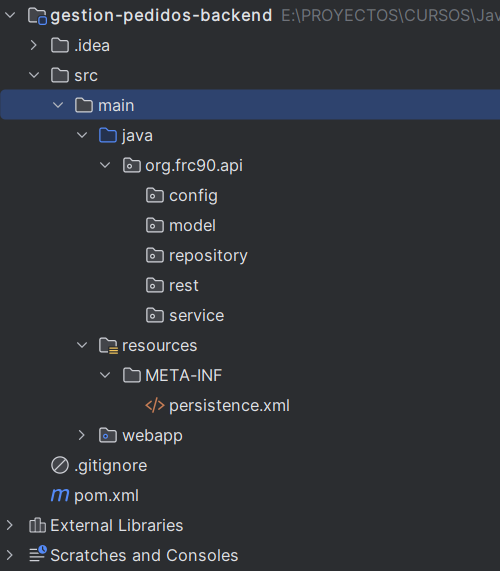 gestion-pedidos-backend E:\PROYECTOS\CURSOS\Jav
.idea
src
main
java
org.frc90.api
config
model
repository
rest
service
resources
META-INF
</> persistence.xml
webapp
.gitignore
m pom.xml
External Libraries
Scratches and Consoles